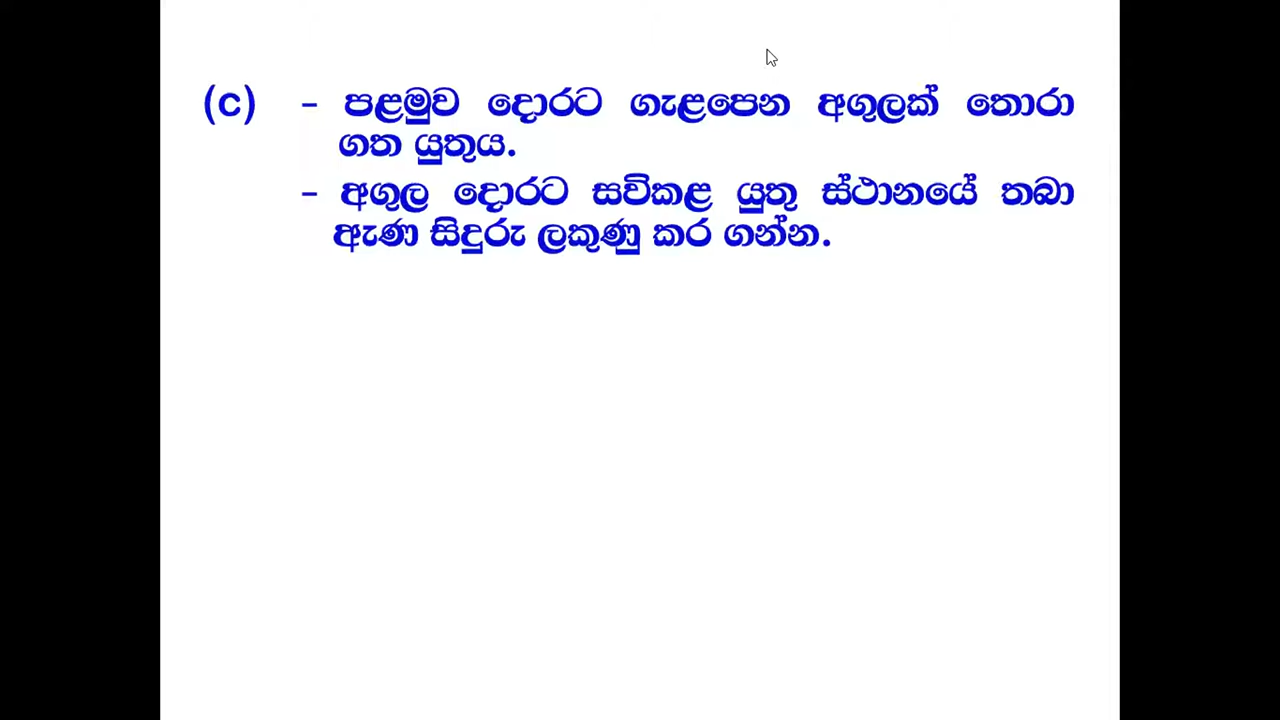 (c) - පළමුව දොරට ගැළපෙන අගුලක් තොරා
ගත යුතුය.
- අගුල දොරට සවිකළ යුතු ස්ථානයේ තබා
ඇණ සිදුරු ලකුණු කර ගන්න.